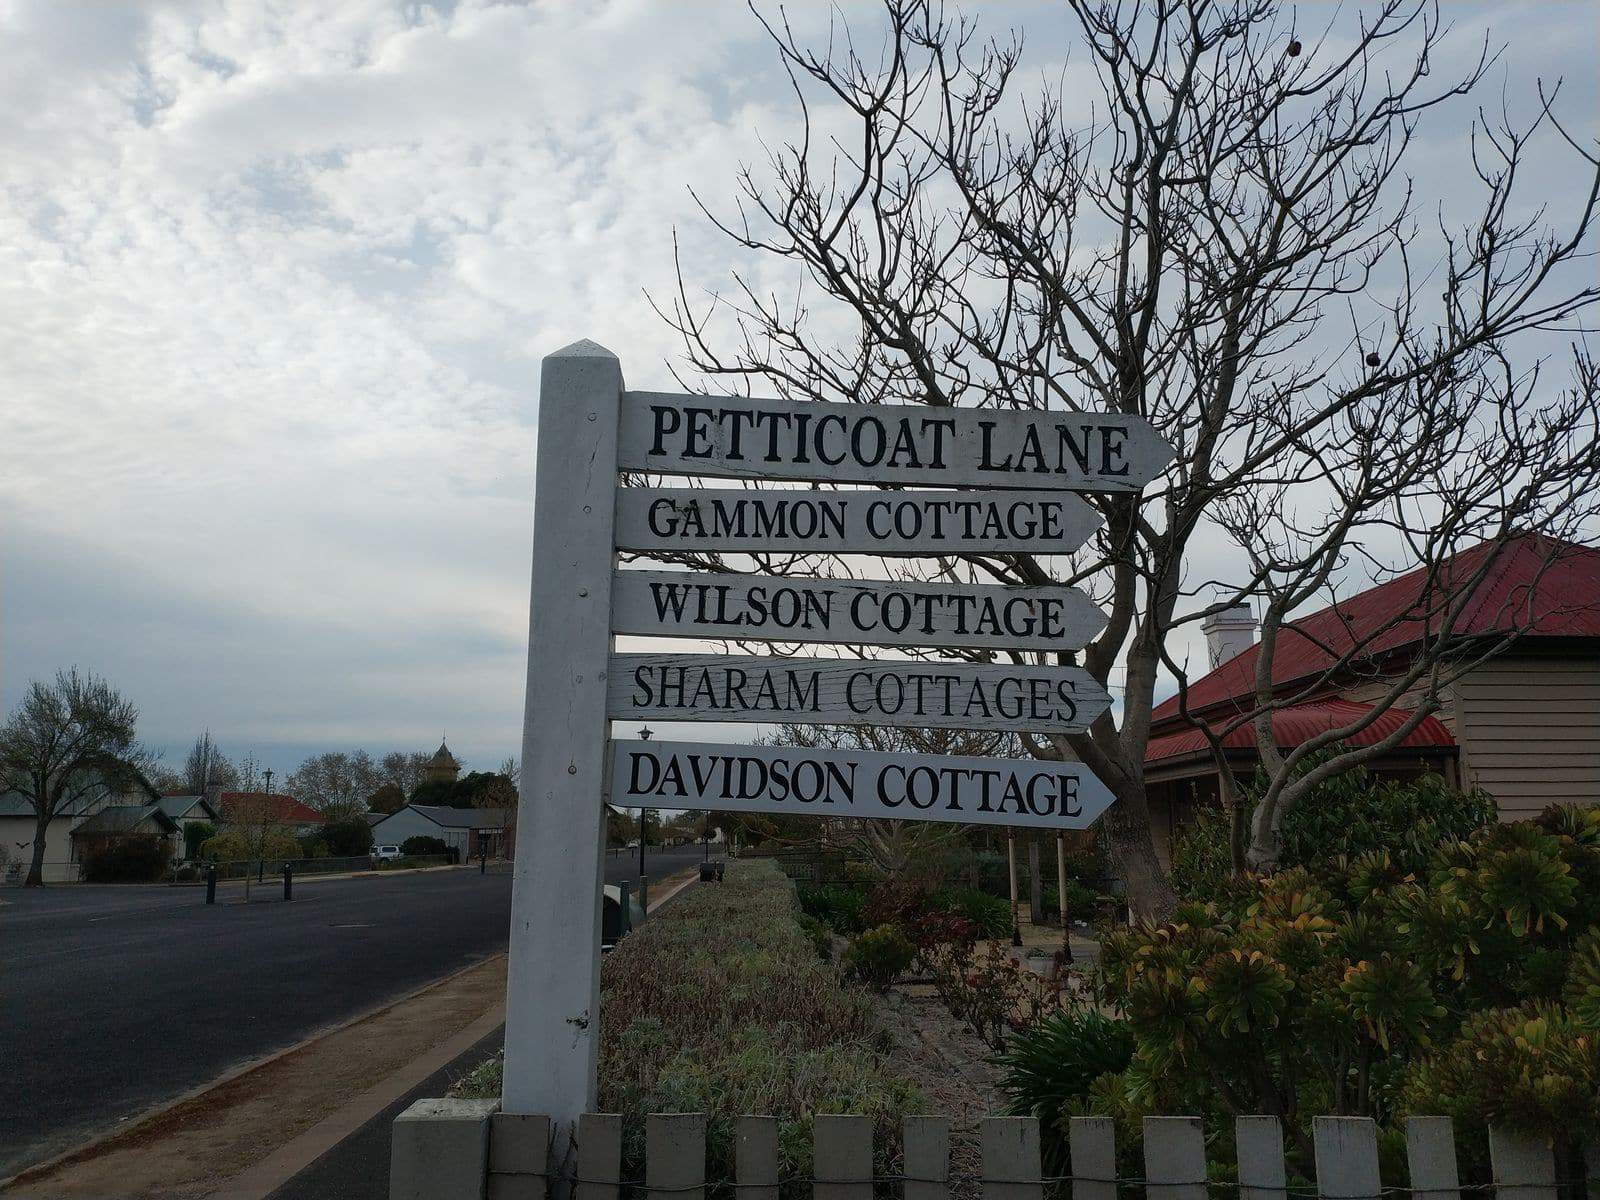 PETTICOAT LANE
GAMMON COTTAGE
WILSON COTTAGE
SHARAM COTTAGES
DAVIDSON COTTAGE